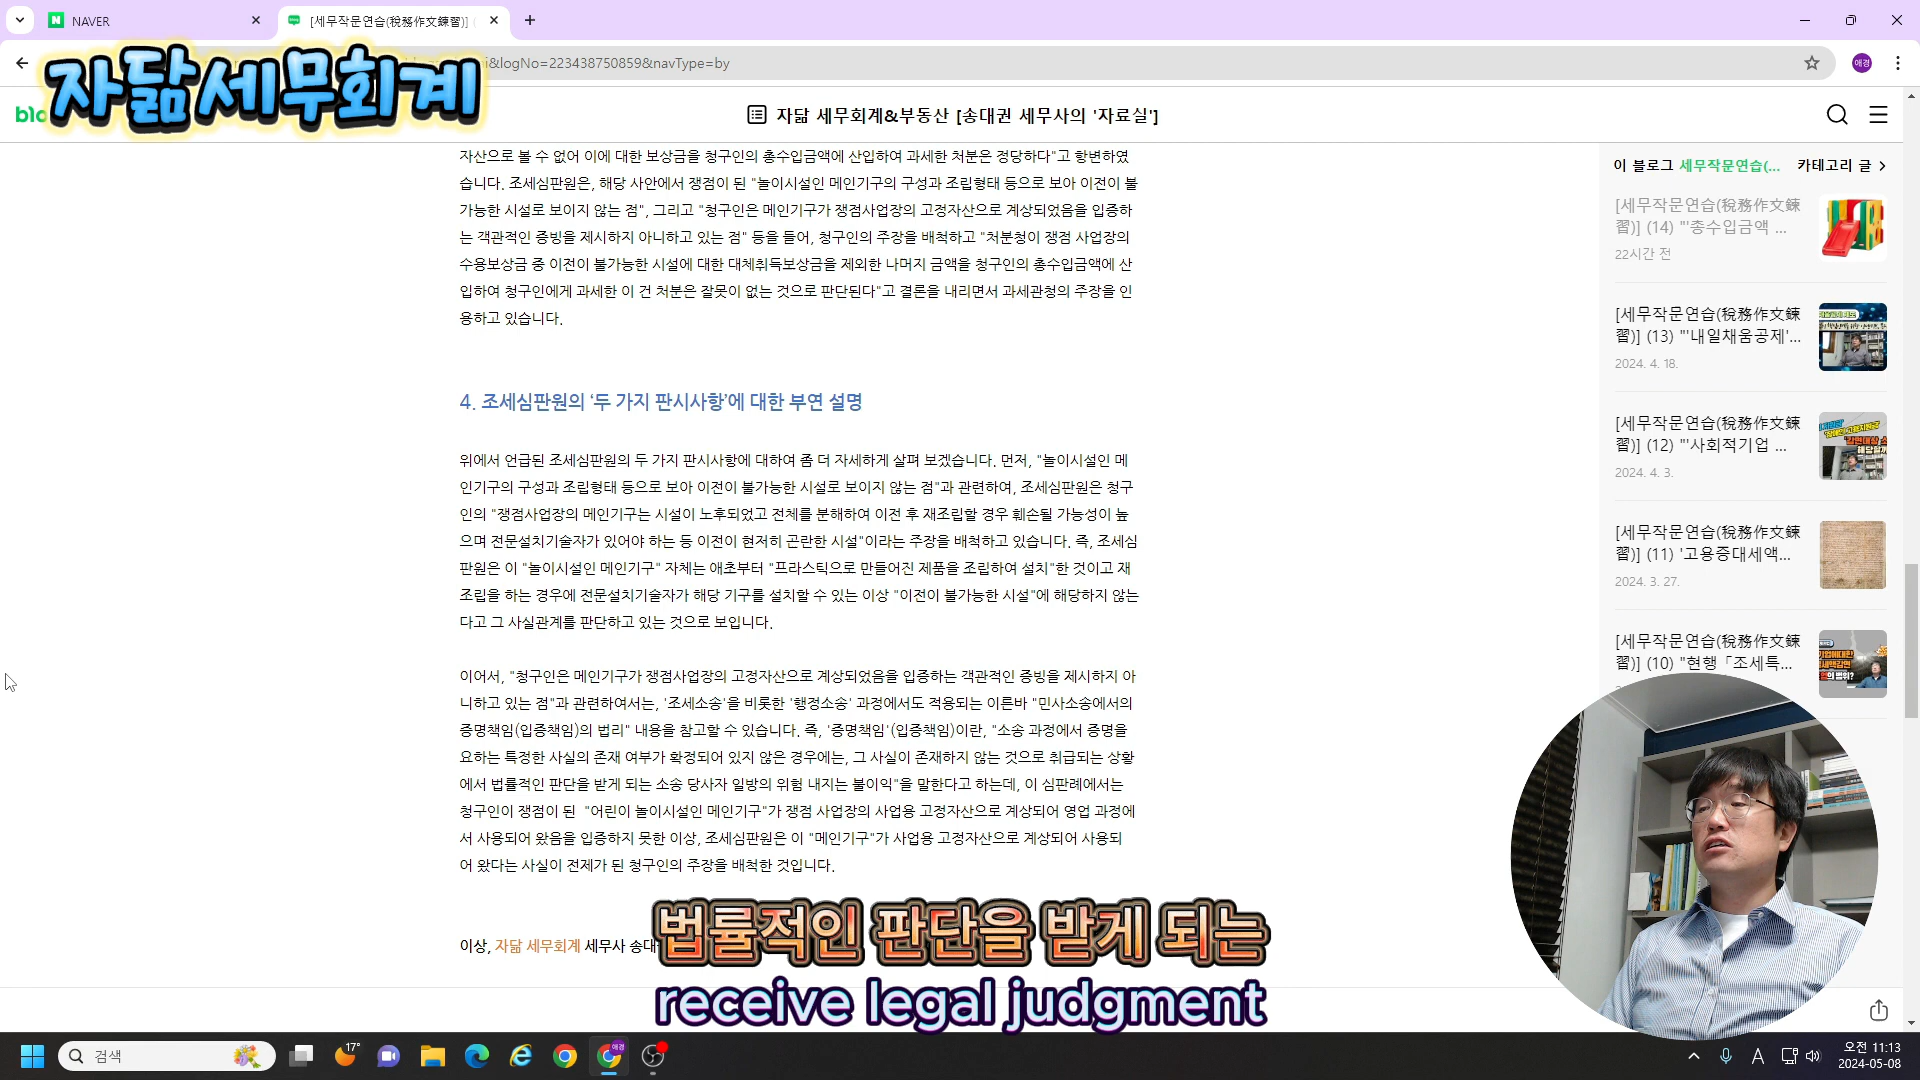 NAVER
[세무작문연습(稅務作文鍊習)]
자닮세무회계
i&logNo=223438750859&navType=by
애경
자닮 세무회계&부동산 [송대권 세무사의 '자료실']
자산으로 볼 수 없어 이에 대한 보상금을 청구인의 총수입금액에 산입하여 과세한 처분은 정당하다"고 항변하였
습니다. 조세심판원은, 해당 사안에서 쟁점이 된 "놀이시설인 메인기구의 구성과 조립형태 등으로 보아 이전이 불
가능한 시설로 보이지 않는 점", 그리고 "청구인은 메인기구가 쟁점사업장의 고정자산으로 계상되었음을 입증하
는 객관적인 증빙을 제시하지 아니하고 있는 점" 등을 들어, 청구인의 주장을 배척하고 "처분청이 쟁점 사업장의
수용보상금 중 이전이 불가능한 시설에 대한 대체취득보상금을 제외한 나머지 금액을 청구인의 총수입금액에 산
입하여 청구인에게 과세한 이 건 처분은 잘못이 없는 것으로 판단된다"고 결론을 내리면서 과세관청의 주장을 인
용하고 있습니다.
4. 조세심판원의 ‘두 가지 판시사항’에 대한 부연 설명
위에서 언급된 조세심판원의 두 가지 판시사항에 대하여 좀 더 자세하게 살펴 보겠습니다. 먼저, "놀이시설인 메
인기구의 구성과 조립형태 등으로 보아 이전이 불가능한 시설로 보이지 않는 점"과 관련하여, 조세심판원은 청구
인의 "쟁점사업장의 메인기구는 시설이 노후되었고 전체를 분해하여 이전 후 재조립할 경우 훼손될 가능성이 높
으며 전문설치기술자가 있어야 하는 등 이전이 현저히 곤란한 시설"이라는 주장을 배척하고 있습니다. 즉, 조세심
판원은 이 "놀이시설인 메인기구" 자체는 애초부터 "프라스틱으로 만들어진 제품을 조립하여 설치"한 것이고 재
조립을 하는 경우에 전문설치기술자가 해당 기구를 설치할 수 있는 이상 "이전이 불가능한 시설"에 해당하지 않는
다고 그 사실관계를 판단하고 있는 것으로 보입니다.
이어서, "청구인은 메인기구가 쟁점사업장의 고정자산으로 계상되었음을 입증하는 객관적인 증빙을 제시하지 아
니하고 있는 점"과 관련하여서는, '조세소송'을 비롯한 '행정소송' 과정에서도 적용되는 이른바 "민사소송에서의
증명책임(입증책임)의 법리" 내용을 참고할 수 있습니다. 즉, '증명책임'(입증책임)이란, "소송 과정에서 증명을
요하는 특정한 사실의 존재 여부가 확정되어 있지 않은 경우에는, 그 사실이 존재하지 않는 것으로 취급되는 상황
에서 법률적인 판단을 받게 되는 소송 당사자 일방의 위험 내지는 불이익"을 말한다고 하는데, 이 심판례에서는
청구인이 쟁점이 된 "어린이 놀이시설인 메인기구"가 쟁점 사업장의 사업용 고정자산으로 계상되어 영업 과정에
서 사용되어 왔음을 입증하지 못한 이상, 조세심판원은 이 "메인기구"가 사업용 고정자산으로 계상되어 사용되
어 왔다는 사실이 전제가 된 청구인의 주장을 배척한 것입니다.
이상, 자닮 세무회계 세무사 송대
법률적인 판단을 받게 되는
receive legal judgment
이 블로그 세무작문연습(... 카테고리 글
[세무작문연습(稅務作文鍊
習)] (14) "'총수입금액 ...
22시간 전
[세무작문연습(稅務作文鍊
習)] (13) "'내일채움공제'...
2024. 4. 18.
[세무작문연습(稅務作文鍊
習)] (12) "'사회적기업 ...
2024. 4. 3.
[세무작문연습(稅務作文鍊
習)] (11) '고용증대세액...
2024. 3. 27.
[세무작문연습(稅務作文鍊
習)] (10) "현행「조세특...
검색
17°
애경
A
오전 11:13
2024-05-08